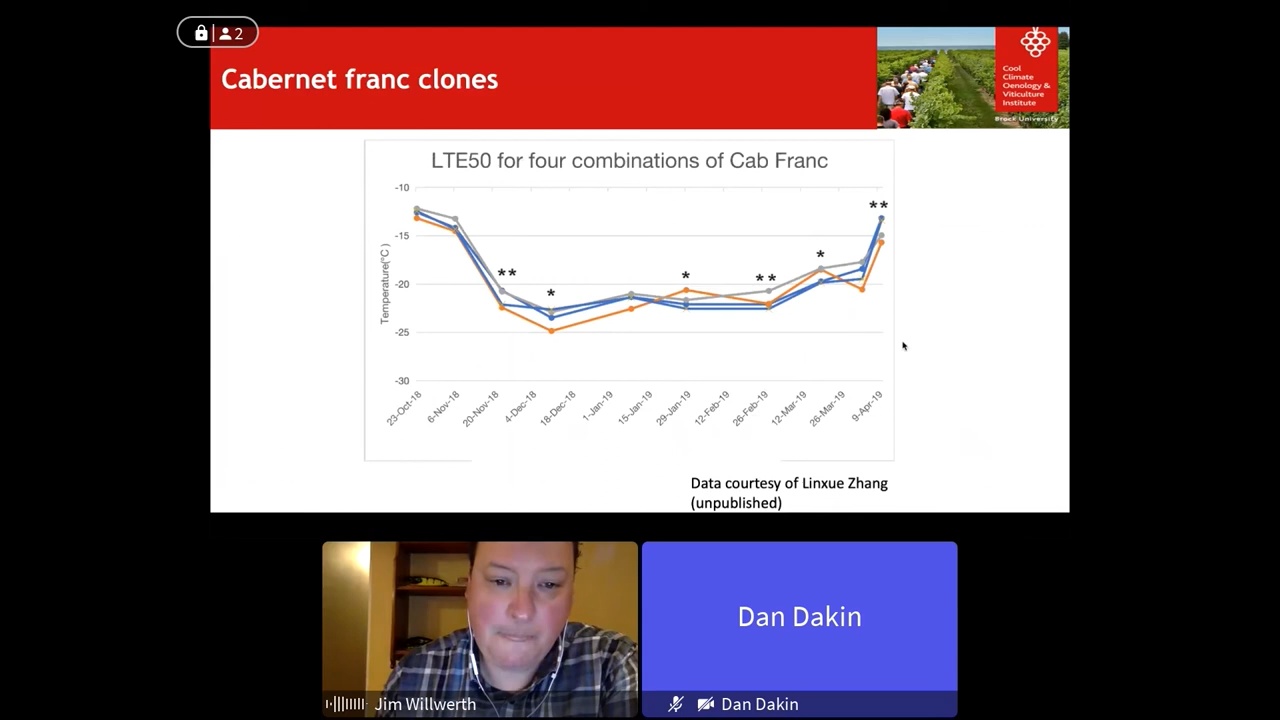 2
Cabernet franc clones
Cool
Climate
Oenology &
Viticulture
Institute
Brock University
LTE50 for four combinations of Cab Franc
-10
-15
-20
-25
-30
Temperature(°C )
**
*
*
**
*
**
23-Oct-18
6-Nov-18
20-Nov-18
4-Dec-18
18-Dec-18
1-Jan-19
15-Jan-19
29-Jan-19
12-Feb-19
26-Feb-19
12-Mar-19
26-Mar-19
9-Apr-19
Data courtesy of Linxue Zhang
(unpublished)
Dan Dakin
Jim Willwerth
Dan Dakin